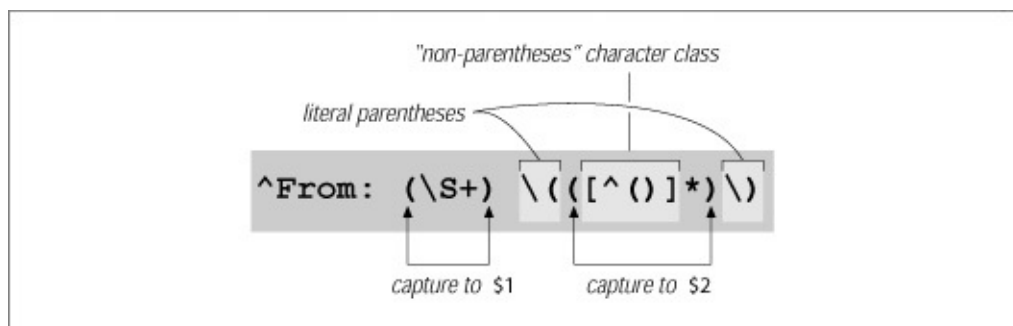 "non-parentheses" character class
literal parentheses
^From: (\S+) \(([^()]*)\)
capture to $1 capture to $2